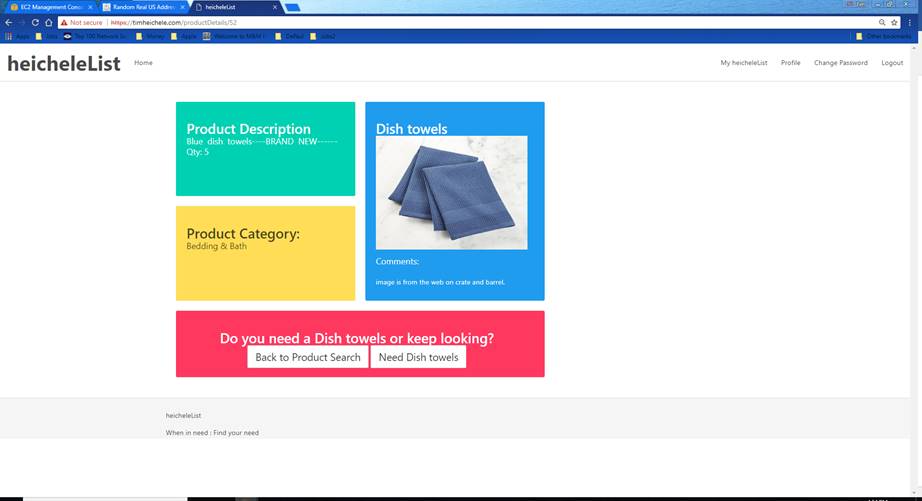 EC2 Management Conso
Random Real US Addre
heicheleList
Not secure
https://timheichele.com/productDetails/52
Apps
Jobs
Top 100 Network So
Money
Apple
Welcome to M&M
DePaul
Jobs2
Other bookmarks
heicheleList
Home
My heicheleList
Profile
Change Password
Logout
Product Description
Blue dish towels----BRAND NEW------
Qty: 5
Dish towels
Product Category:
Bedding & Bath
Comments:
image is from the web on crate and barrel.
Do you need a Dish towels or keep looking?
Back to Product Search
Need Dish towels
heicheleList
When in need : Find your need